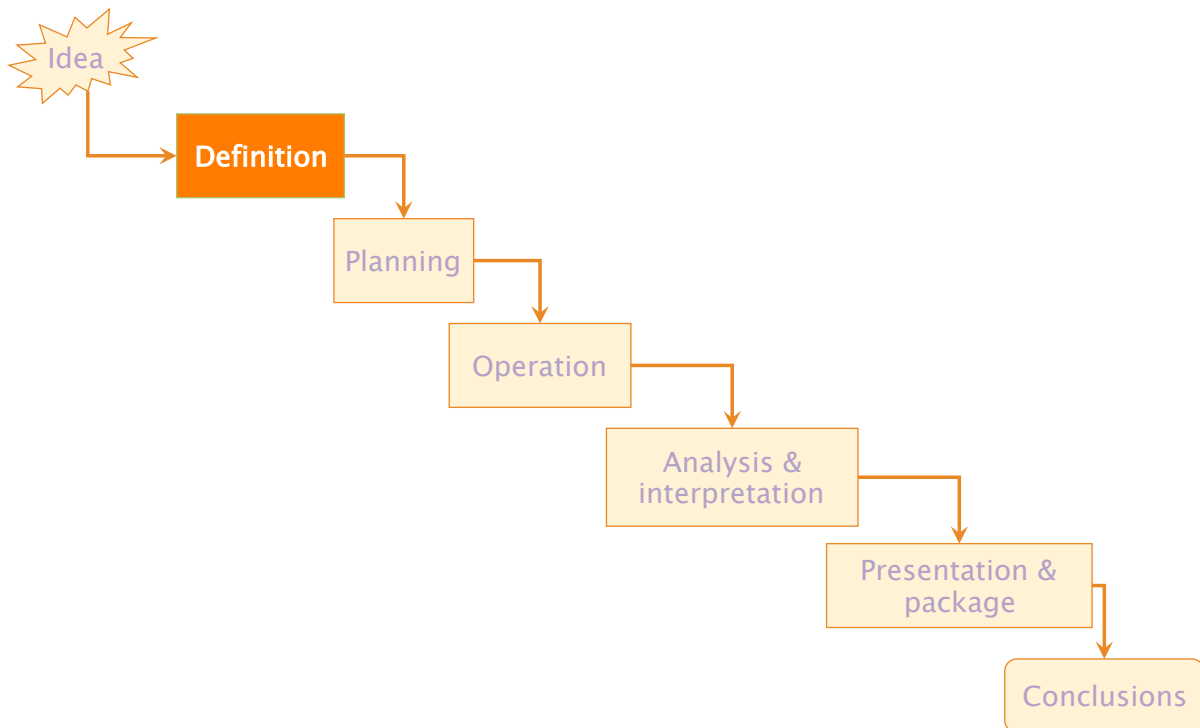 Idea
Definition
Planning
Operation
Analysis &
interpretation
Presentation &
package
Conclusions